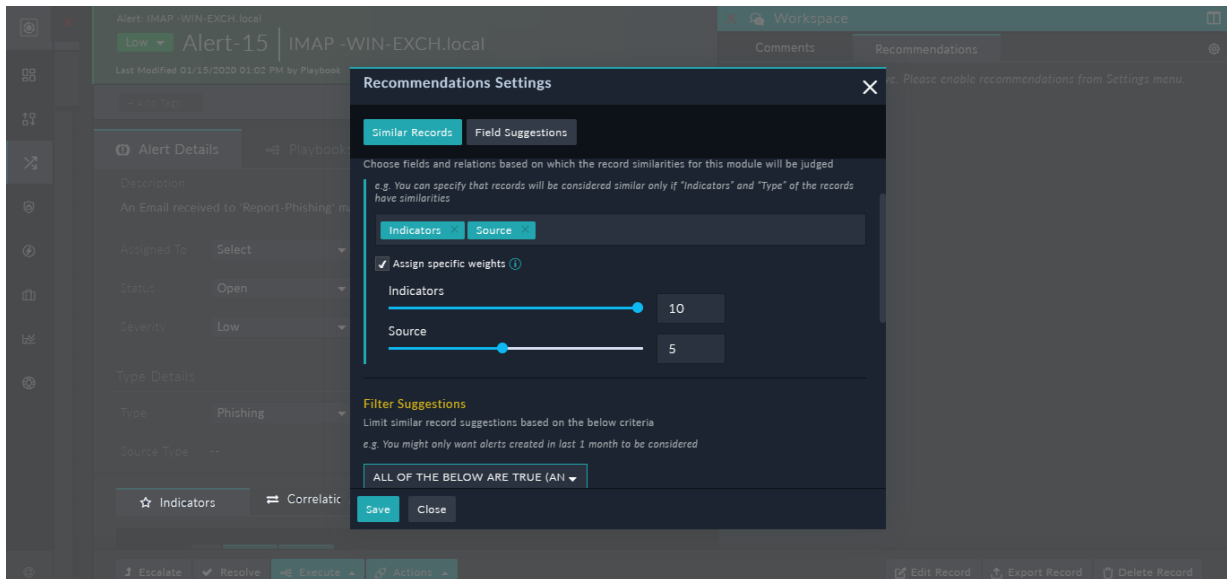 Alert: IMAP -WIN-EXCH.local
Low Alert-15 | IMAP -WIN-EXCH.local
Last Modified 01/15/2020 01:02 PM by Playbook
+ Add Tags
Alert Details Playbook
Description
An Email received to 'Report-Phishing' m
Assigned To Select
Status Open
Severity Low
Type Details
Type Phishing
Source Type --
Indicators Correlatic
Escalate Resolve Execute Actions
Workspace
Comments Recommendations
ve. Please enable recommendations from Settings menu.
Edit Record Export Record Delete Record
Recommendations Settings
Similar Records Field Suggestions
Choose fields and relations based on which the record similarities for this module will be judged
e.g. You can specify that records will be considered similar only if "Indicators" and "Type" of the records
have similarities
Indicators × Source ×
Assign specific weights
Indicators
10
Source
5
Filter Suggestions
Limit similar record suggestions based on the below criteria
e.g. You might only want alerts created in last 1 month to be considered
ALL OF THE BELOW ARE TRUE (AN
Save Close